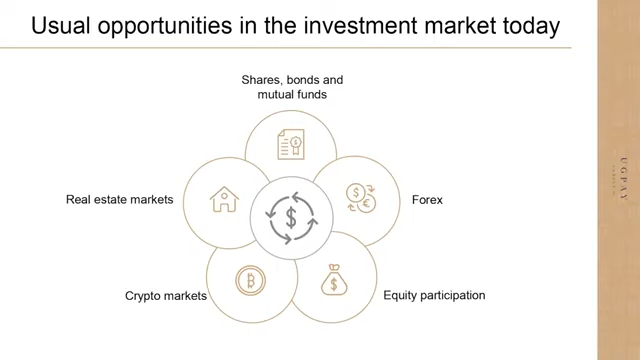 Usual opportunities in the investment market today
Shares, bonds and
mutual funds
Real estate markets
Forex
Crypto markets
Equity participation
UGPAY